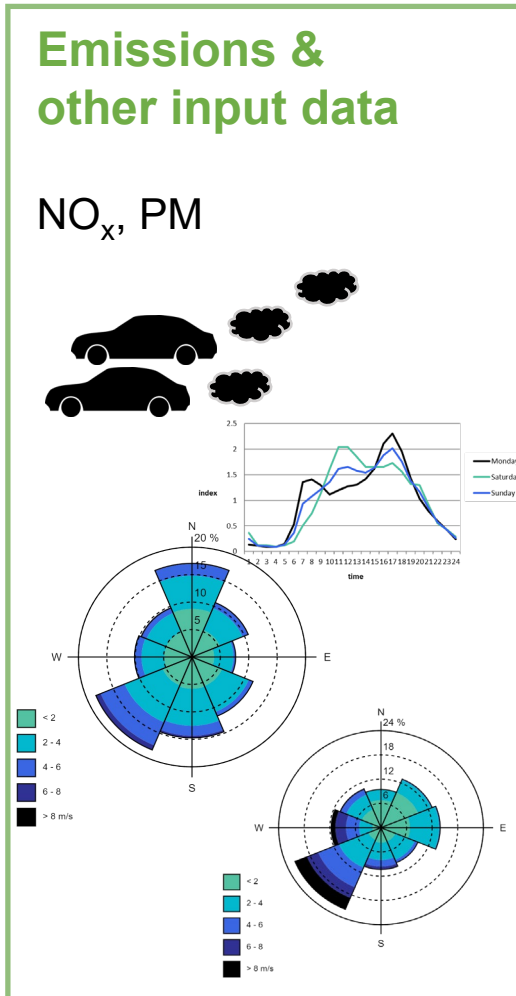 Emissions &
other input data
NOx, PM
2.5
2
1.5
1
0.5
0
index
1 2 3 4 5 6 7 8 9 10 11 12 13 14 15 16 17 18 19 20 21 22 23 24
time
Monday
Saturda
Sunday
N
20 %
15
10
5
W
E
S
< 2
2 - 4
4 - 6
6 - 8
> 8 m/s
N
24 %
18
12
6
W
E
S
< 2
2 - 4
4 - 6
6 - 8
> 8 m/s